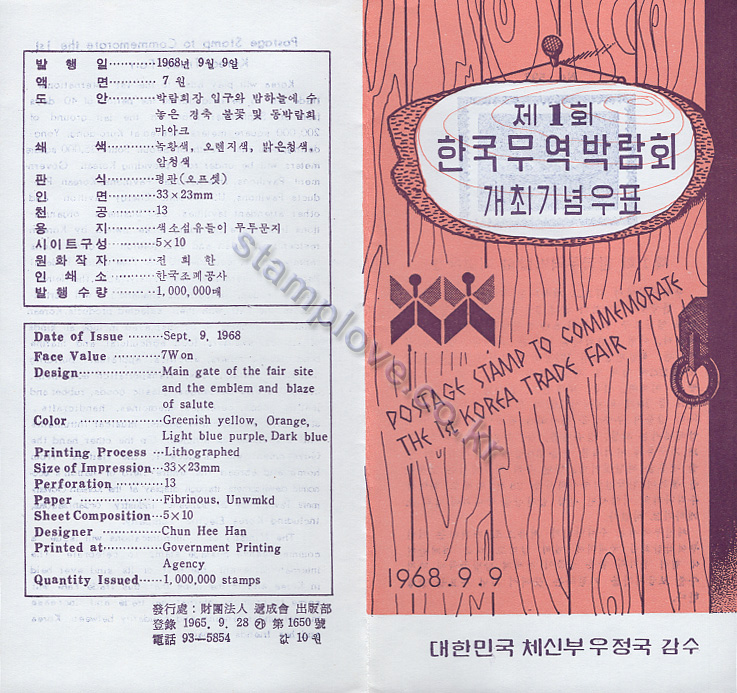 발행일········1968년 9월 9일
액면········7 원
도안········박람회장 입구와 밤하늘에 수
놓은 경축 불꽃 및 동박람회
마아크
쇄색········녹황색, 오렌지색, 밝은청색,
암청색
판식········평판(오프셋)
인면········33×23mm
천공········13
용지········색소섬유들이 무투문지
시이트구성········5×10
원화작자········전희한
인쇄소········한국조폐공사
발행수량········1,000,000매
Date of Issue ········Sept. 9, 1968
Face Value ········7Won
Design········Main gate of the fair site
and the emblem and blaze
of salute
Color ········Greenish yellow, Orange,
Light blue purple, Dark blue
Printing Process ···Lithographed
Size of Impression···33×23mm
Perforation ········13
Paper ········Fibrinous, Unwmkd
Sheet Composition···5×10
Designer ········Chun Hee Han
Printed at········Government Printing
Agency
Quantity Issued····1,000,000 stamps
發行處：財團法人 遞成會 出版部
登錄 1965. 9. 28 ㉮ 第 1650號
電話 93—5854 값 10원
제1회
한국무역박람회
개최기념우표
POSTAGE STAMP TO COMMEMORATE
THE 1st KOREA TRADE FAIR
1968.9.9
대한민국 체신부 우정국 감수
stamplove.co.kr